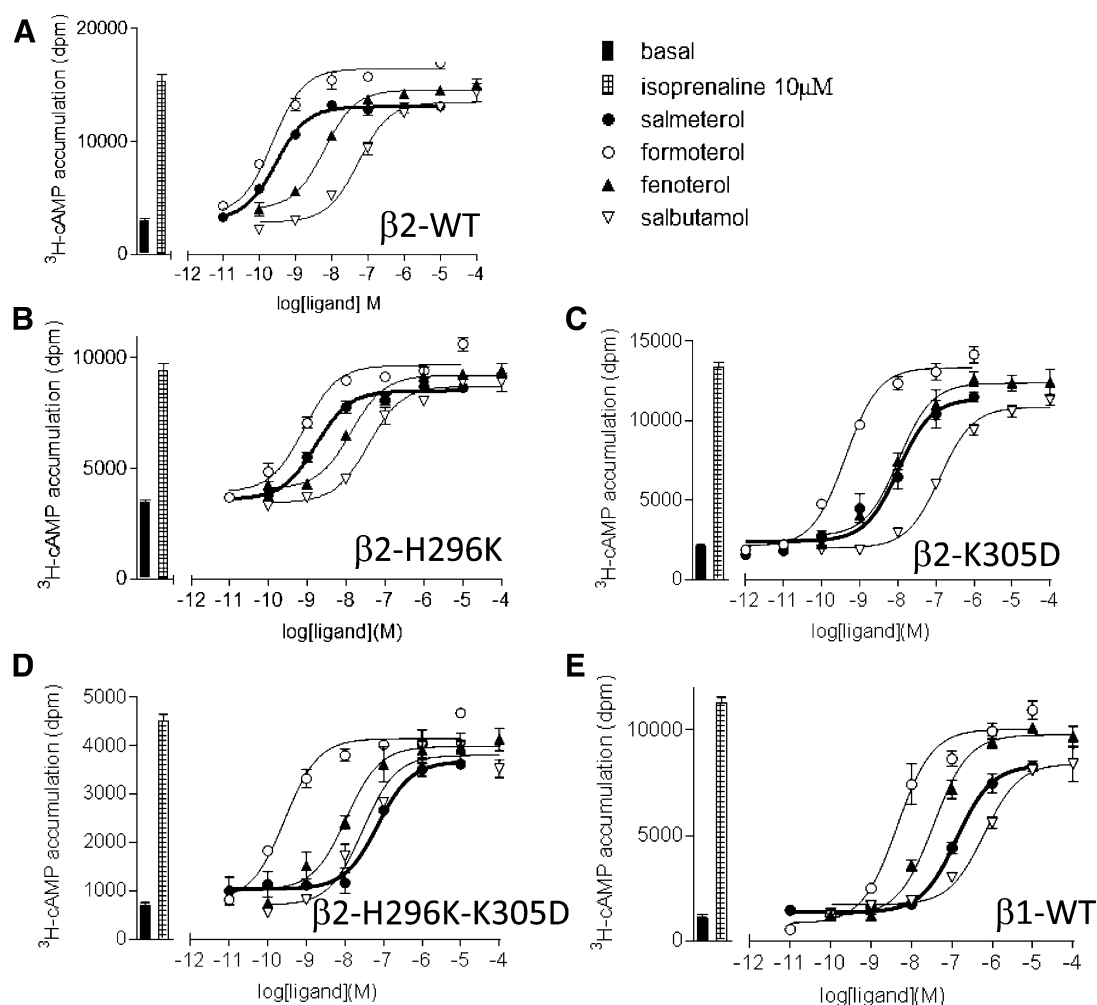 A
³H-cAMP accumulation (dpm)
20000
10000
0
-12 -11 -10 -9 -8 -7 -6 -5 -4
log[ligand] M
β2-WT
basal
isoprenaline 10μM
salmeterol
formoterol
fenoterol
salbutamol
B
³H-cAMP accumulation (dpm)
10000
5000
0
-12 -11 -10 -9 -8 -7 -6 -5 -4
log[ligand](M)
β2-H296K
C
³H-cAMP accumulation (dpm)
15000
10000
5000
0
-12 -11 -10 -9 -8 -7 -6 -5 -4
log[ligand](M)
β2-K305D
D
³H-cAMP accumulation (dpm)
5000
4000
3000
2000
1000
0
-12 -11 -10 -9 -8 -7 -6 -5 -4
log[ligand](M)
β2-H296K-K305D
E
³H-cAMP accumulation (dpm)
10000
5000
0
-12 -11 -10 -9 -8 -7 -6 -5 -4
log[ligand](M)
β1-WT